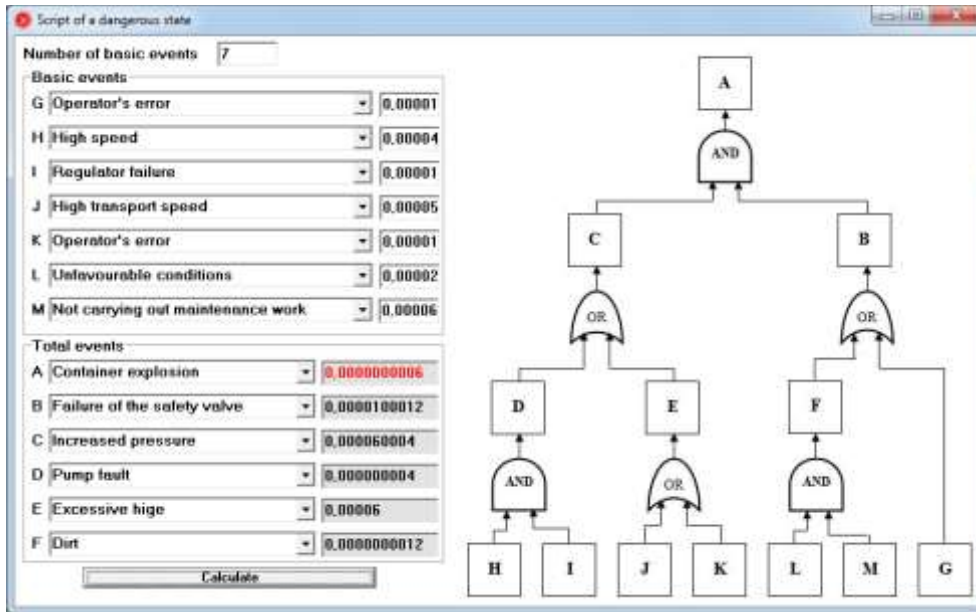 Script of a dangerous state
Number of basic events 7
Basic events
G Operator's error 0,00001
H High speed 0,00004
I Regulator failure 0,00001
J High transport speed 0,00005
K Operator's error 0,00001
L Unfavourable conditions 0,00002
M Not carrying out maintenance work 0,00006
Total events
A Container explosion 0,0000000006
B Failure of the safety valve 0,0000100012
C Increased pressure 0,000060004
D Pump fault 0,000000004
E Excessive hige 0,00006
F Dirt 0,0000000012
Calculate
A
AND
C B
OR OR
D E F
AND OR AND
H I J K L M G